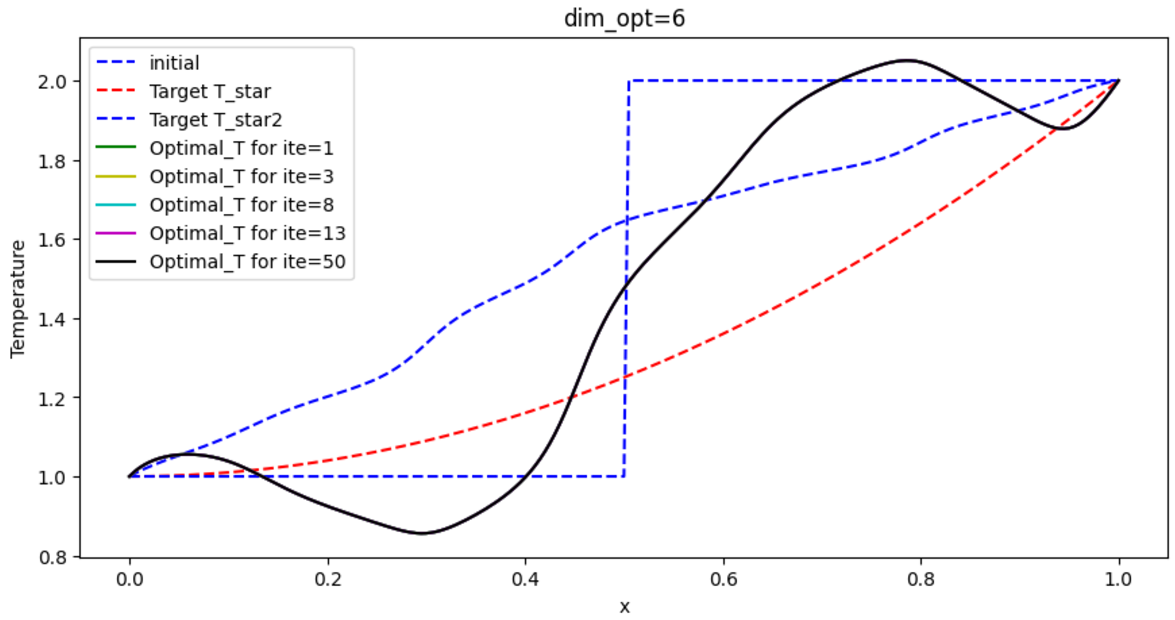 dim_opt=6
initial
Target T_star
Target T_star2
Optimal_T for ite=1
Optimal_T for ite=3
Optimal_T for ite=8
Optimal_T for ite=13
Optimal_T for ite=50
Temperature
2.0
1.8
1.6
1.4
1.2
1.0
0.8
0.0 0.2 0.4 0.6 0.8 1.0
x